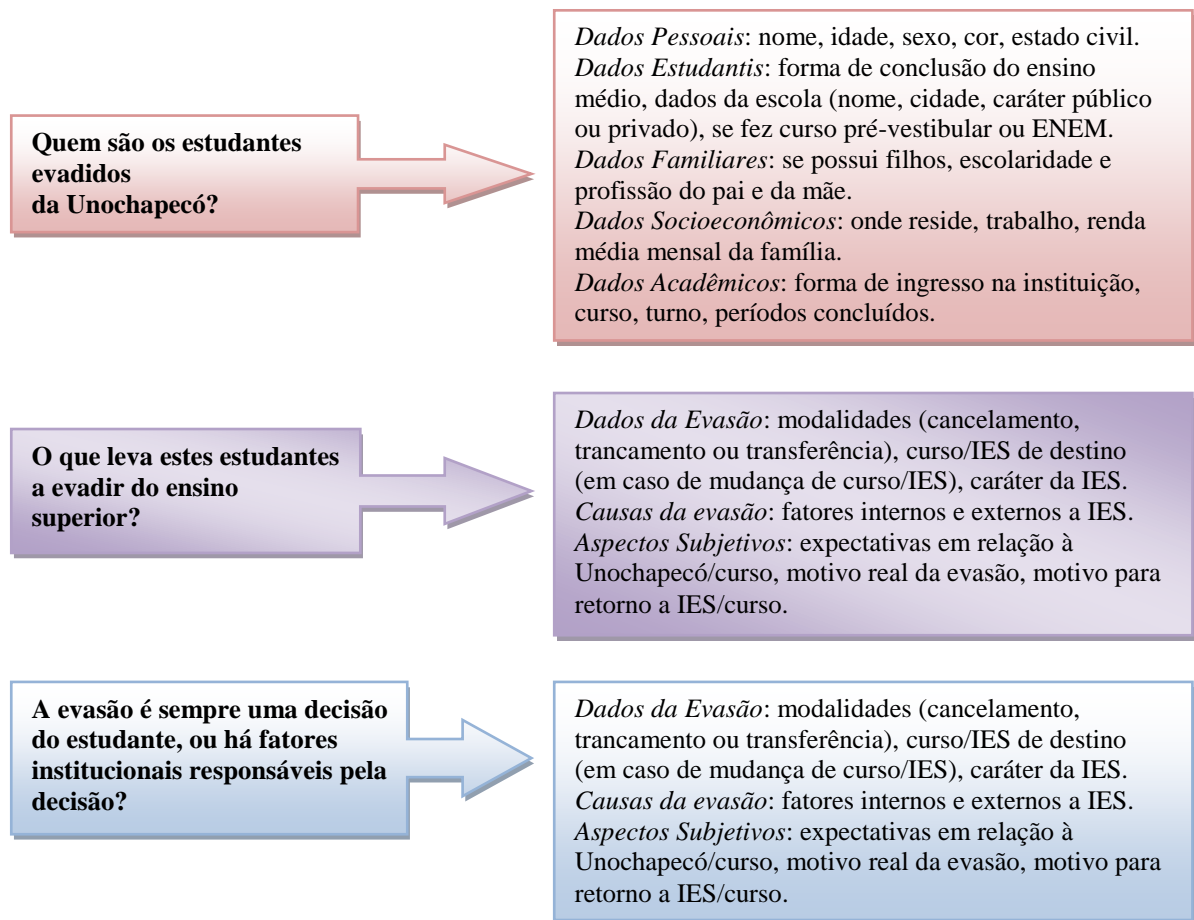 Quem são os estudantes
evadidos
da Unochapecó?
Dados Pessoais: nome, idade, sexo, cor, estado civil.
Dados Estudantis: forma de conclusão do ensino
médio, dados da escola (nome, cidade, caráter público
ou privado), se fez curso pré-vestibular ou ENEM.
Dados Familiares: se possui filhos, escolaridade e
profissão do pai e da mãe.
Dados Socioeconômicos: onde reside, trabalho, renda
média mensal da família.
Dados Acadêmicos: forma de ingresso na instituição,
curso, turno, períodos concluídos.
O que leva estes estudantes
a evadir do ensino
superior?
Dados da Evasão: modalidades (cancelamento,
trancamento ou transferência), curso/IES de destino
(em caso de mudança de curso/IES), caráter da IES.
Causas da evasão: fatores internos e externos a IES.
Aspectos Subjetivos: expectativas em relação à
Unochapecó/curso, motivo real da evasão, motivo para
retorno a IES/curso.
A evasão é sempre uma decisão
do estudante, ou há fatores
institucionais responsáveis pela
decisão?
Dados da Evasão: modalidades (cancelamento,
trancamento ou transferência), curso/IES de destino
(em caso de mudança de curso/IES), caráter da IES.
Causas da evasão: fatores internos e externos a IES.
Aspectos Subjetivos: expectativas em relação à
Unochapecó/curso, motivo real da evasão, motivo para
retorno a IES/curso.